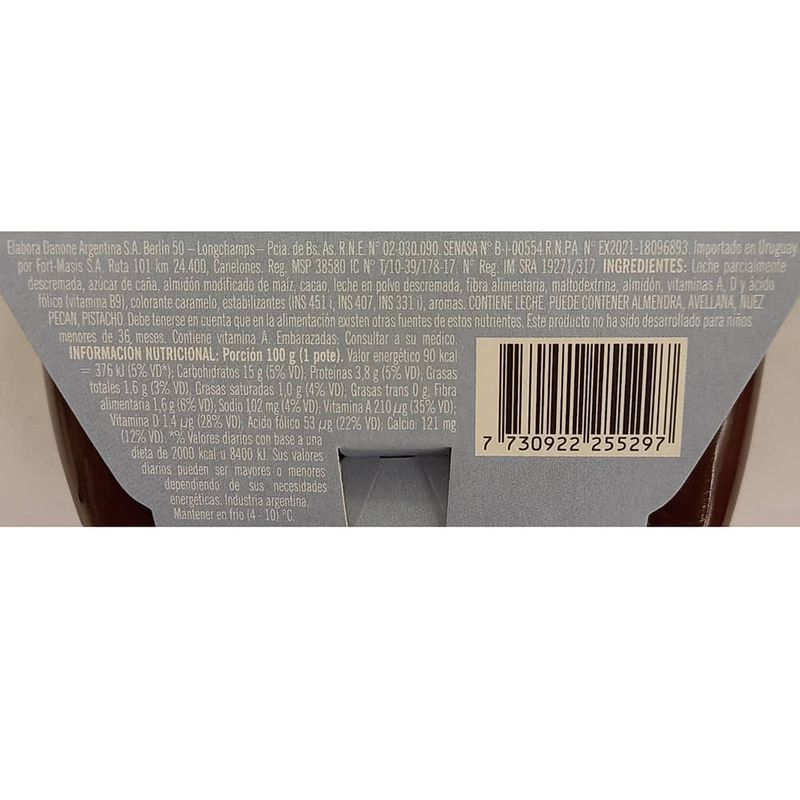 Elabora Danone Argentina S.A. Berlín 50 – Longchamps – Pcia. de Bs. As. R.N.E. N° 02-030.090. SENASA N° B-I-00554 R.N.P.A. N° EX2021-18096893. Importado en Uruguay
por Fort-Masis S.A. Ruta 101 km 24.400, Canelones. Reg. MSP 38580 IC N° T/10-39/178-17. N° Reg. IM SRA 19271/317. INGREDIENTES: Leche parcialmente
descremada, azúcar de caña, almidón modificado de maíz, cacao, leche en polvo descremada, fibra alimentaria, maltodextrina, almidón, vitaminas A, D y ácido
fólico (vitamina B9), colorante caramelo, estabilizantes (INS 451 i, INS 407, INS 331 i), aromas. CONTIENE LECHE. PUEDE CONTENER ALMENDRA, AVELLANA, NUEZ
PECAN, PISTACHO. Debe tenerse en cuenta que en la alimentación existen otras fuentes de estos nutrientes. Este producto no ha sido desarrollado para niños
menores de 36 meses. Contiene vitamina A. Embarazadas: Consultar a su médico.
INFORMACIÓN NUTRICIONAL: Porción 100 g (1 pote). Valor energético 90 kcal
= 376 kJ (5% VD*); Carbohidratos 15 g (5% VD); Proteínas 3,8 g (5% VD); Grasas
totales 1,6 g (3% VD); Grasas saturadas 1,0 g (4% VD); Grasas trans 0 g; Fibra
alimentaria 1,6 g (6% VD); Sodio 102 mg (4% VD); Vitamina A 210 µg (35% VD);
Vitamina D 1,4 µg (28% VD); Ácido fólico 53 µg (22% VD); Calcio: 121 mg
(12% VD). *% Valores diarios con base a una
dieta de 2000 kcal u 8400 kJ. Sus valores
diarios pueden ser mayores o menores
dependiendo de sus necesidades
energéticas. Industria argentina.
Mantener en frío (4 - 10) °C.
7 730922 255297